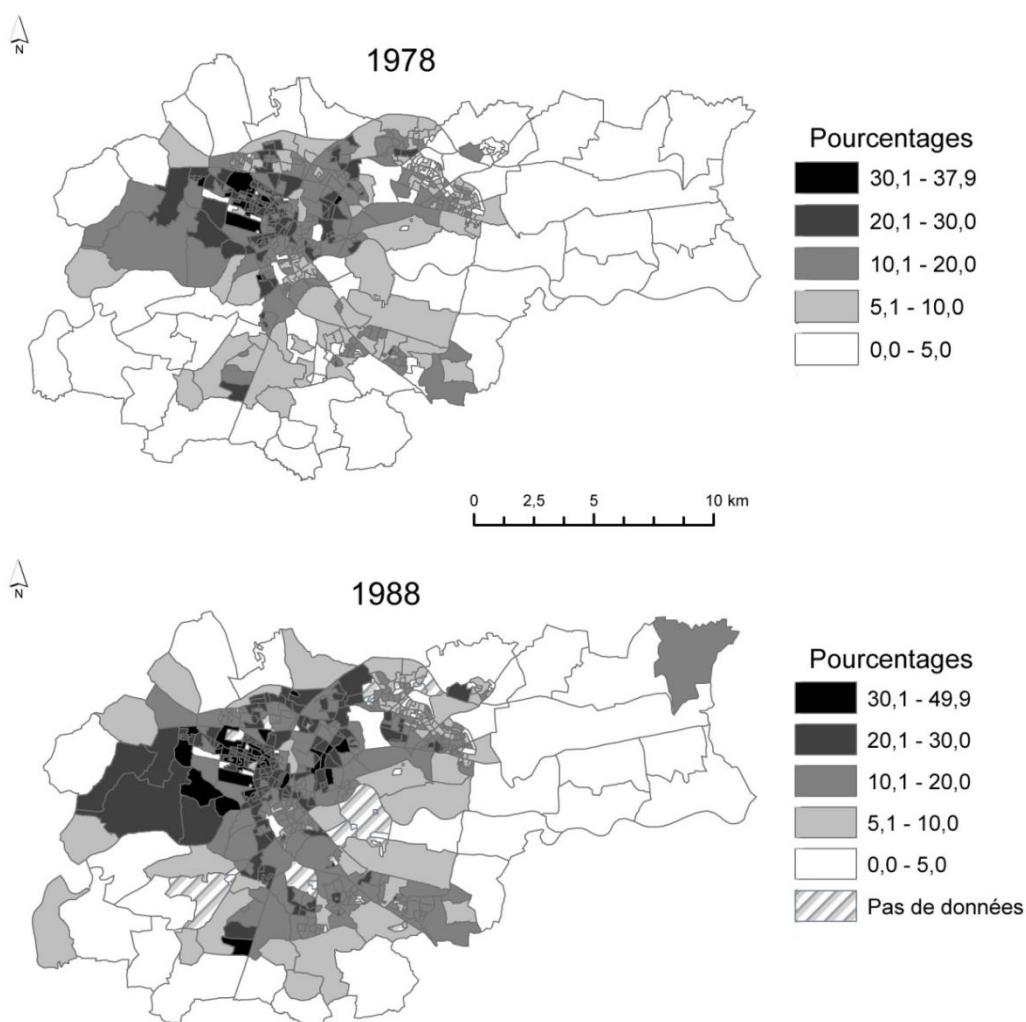 N
1978
Pourcentages
30,1 - 37,9
20,1 - 30,0
10,1 - 20,0
5,1 - 10,0
0,0 - 5,0
0 2,5 5 10 km
N
1988
Pourcentages
30,1 - 49,9
20,1 - 30,0
10,1 - 20,0
5,1 - 10,0
0,0 - 5,0
Pas de données